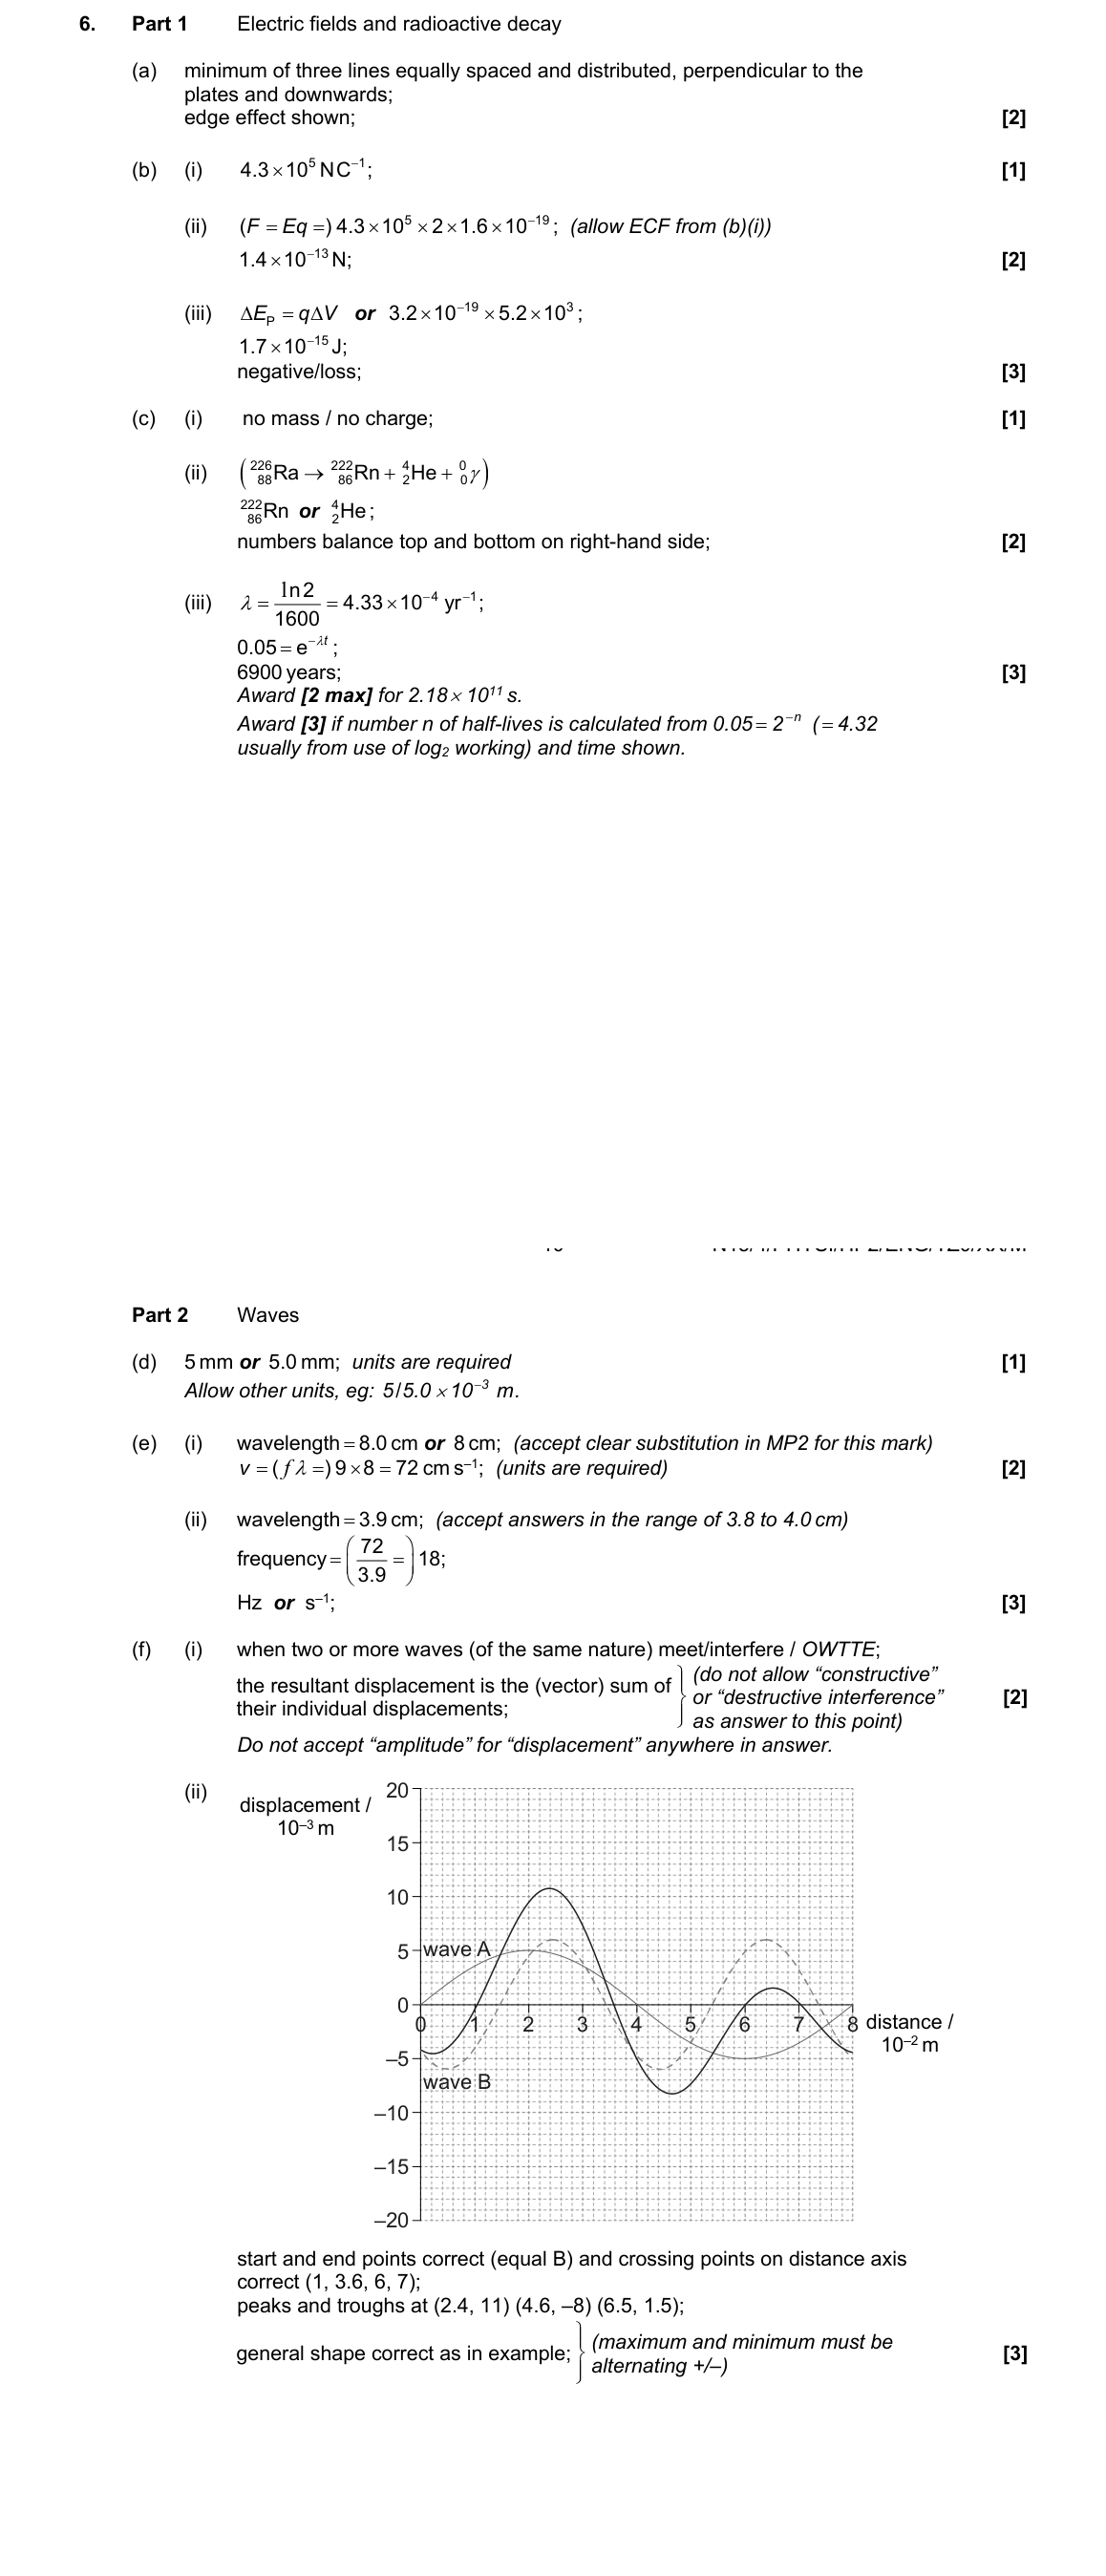 6. Part 1 Electric fields and radioactive decay
(a) minimum of three lines equally spaced and distributed, perpendicular to the
plates and downwards;
edge effect shown; [2]
(b) (i) 4.3×10⁵ NC⁻¹; [1]
(ii) (F = Eq =) 4.3×10⁵ × 2×1.6×10⁻¹⁹; (allow ECF from (b)(i))
1.4×10⁻¹³ N; [2]
(iii) ΔE_P = qΔV or 3.2×10⁻¹⁹ ×5.2×10³;
1.7×10⁻¹⁵ J;
negative/loss; [3]
(c) (i) no mass / no charge; [1]
(ii) (²²⁶₈₈Ra → ²²²₈₆Rn + ⁴₂He + ⁰₀γ)
²²²₈₆Rn or ⁴₂He;
numbers balance top and bottom on right-hand side; [2]
(iii) λ = ln2/1600 = 4.33×10⁻⁴ yr⁻¹;
0.05 = e^(−λt);
6900 years; [3]
Award [2 max] for 2.18× 10¹¹ s.
Award [3] if number n of half-lives is calculated from 0.05= 2⁻ⁿ (= 4.32
usually from use of log₂ working) and time shown.
Part 2 Waves
(d) 5 mm or 5.0 mm; units are required [1]
Allow other units, eg: 5/5.0 × 10⁻³ m.
(e) (i) wavelength = 8.0 cm or 8 cm; (accept clear substitution in MP2 for this mark)
v = (fλ =) 9×8 = 72 cm s⁻¹; (units are required) [2]
(ii) wavelength = 3.9 cm; (accept answers in the range of 3.8 to 4.0 cm)
frequency = (72/3.9 =) 18;
Hz or s⁻¹; [3]
(f) (i) when two or more waves (of the same nature) meet/interfere / OWTTE;
the resultant displacement is the (vector) sum of
their individual displacements;
(do not allow “constructive”
or “destructive interference”
as answer to this point) [2]
Do not accept “amplitude” for “displacement” anywhere in answer.
(ii)
displacement /
10⁻³ m
20
15
10
5
0
–5
–10
–15
–20
wave A
wave B
0 1 2 3 4 5 6 7 8
distance /
10⁻² m
start and end points correct (equal B) and crossing points on distance axis
correct (1, 3.6, 6, 7);
peaks and troughs at (2.4, 11) (4.6, –8) (6.5, 1.5);
general shape correct as in example;
(maximum and minimum must be
alternating +/–) [3]